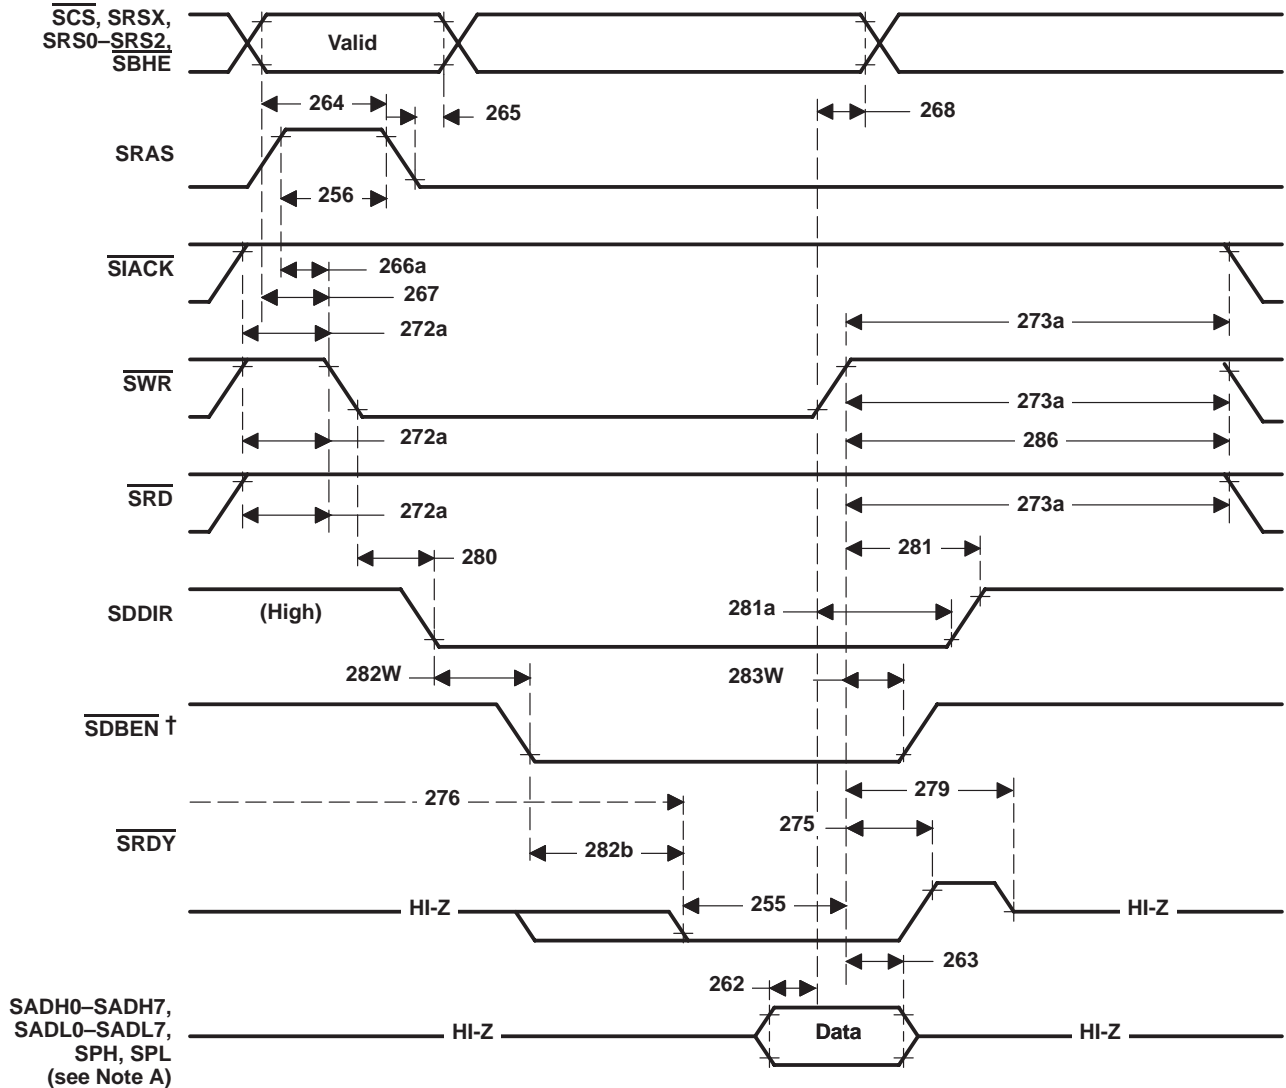 SCS, SRSX,
SRS0–SRS2,
SBHE
Valid
264
265
268
SRAS
256
SIACK
266a
267
272a
273a
SWR
273a
272a
286
SRD
272a
273a
280
281
SDDIR
(High)
281a
282W
283W
SDBEN †
276
279
SRDY
275
282b
HI-Z
255
HI-Z
263
262
SADH0–SADH7,
SADL0–SADL7,
SPH, SPL
(see Note A)
HI-Z
Data
HI-Z